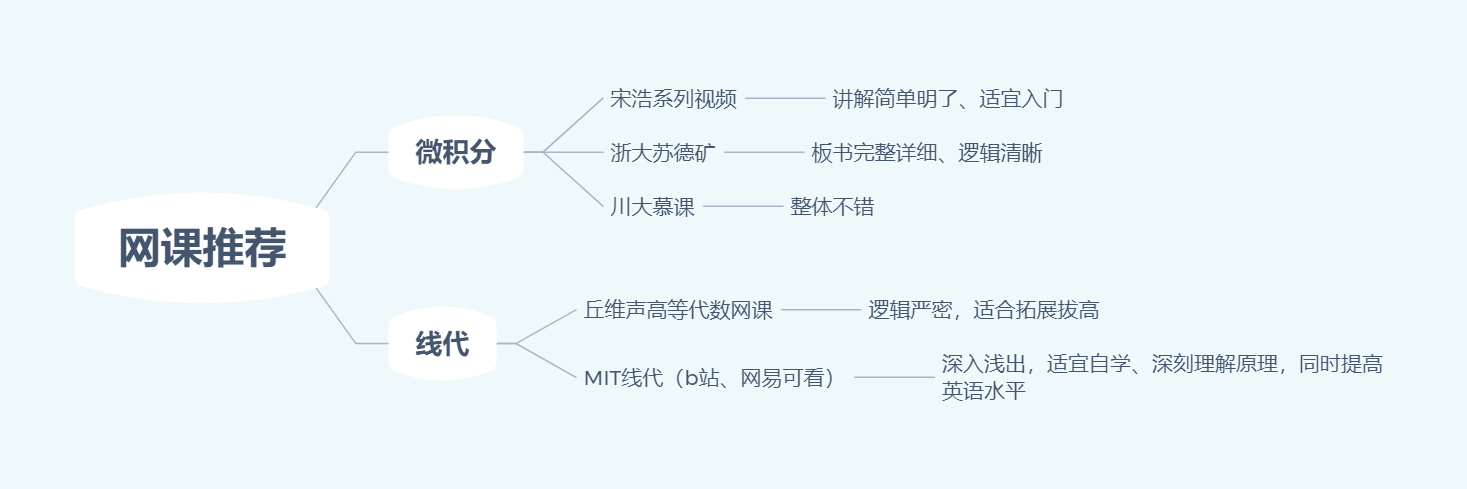 网课推荐
微积分
宋浩系列视频
讲解简单明了、适宜入门
浙大苏德矿
板书完整详细、逻辑清晰
川大慕课
整体不错
线代
丘维声高等代数网课
逻辑严密，适合拓展拔高
MIT线代（b站、网易可看）
深入浅出，适宜自学、深刻理解原理，同时提高
英语水平